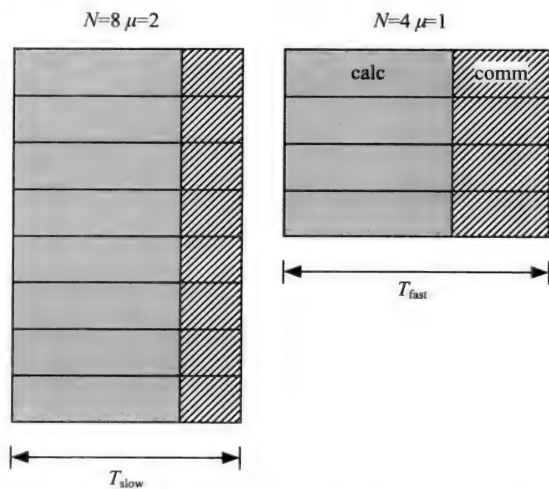 N=8 μ=2
N=4 μ=1
calc
comm
T_fast
T_slow